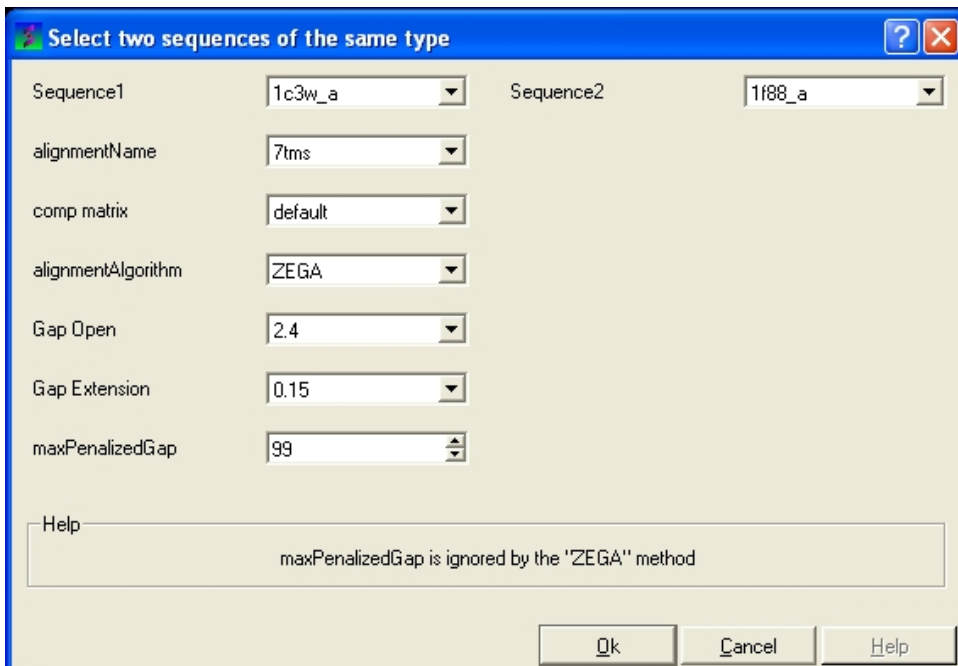 Select two sequences of the same type
Sequence1 1c3w_a Sequence2 1f88_a
alignmentName 7tms
comp matrix default
alignmentAlgorithm ZEGA
Gap Open 2.4
Gap Extension 0.15
maxPenalizedGap 99
Help
maxPenalizedGap is ignored by the "ZEGA" method
Ok Cancel Help